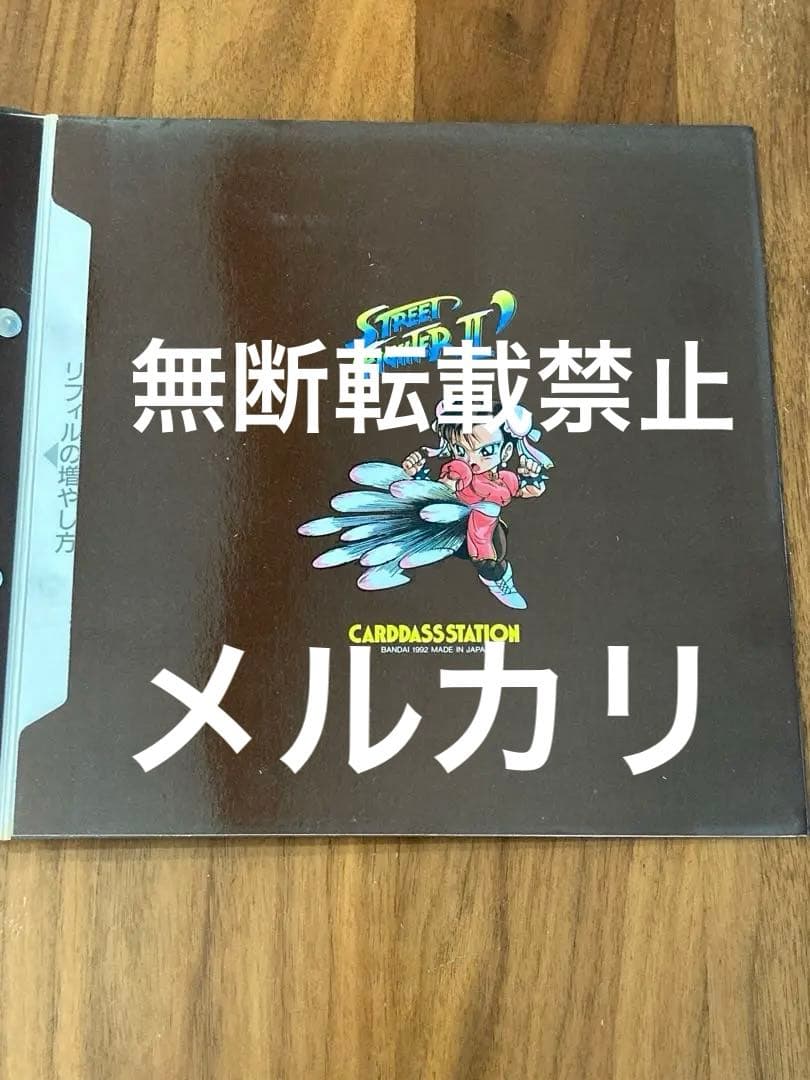 STREET
FIGHTER II'
無断転載禁止
リフィルの増やし方
CARDDASS STATION
BANDAI 1992 MADE IN JAPAN
メルカリ